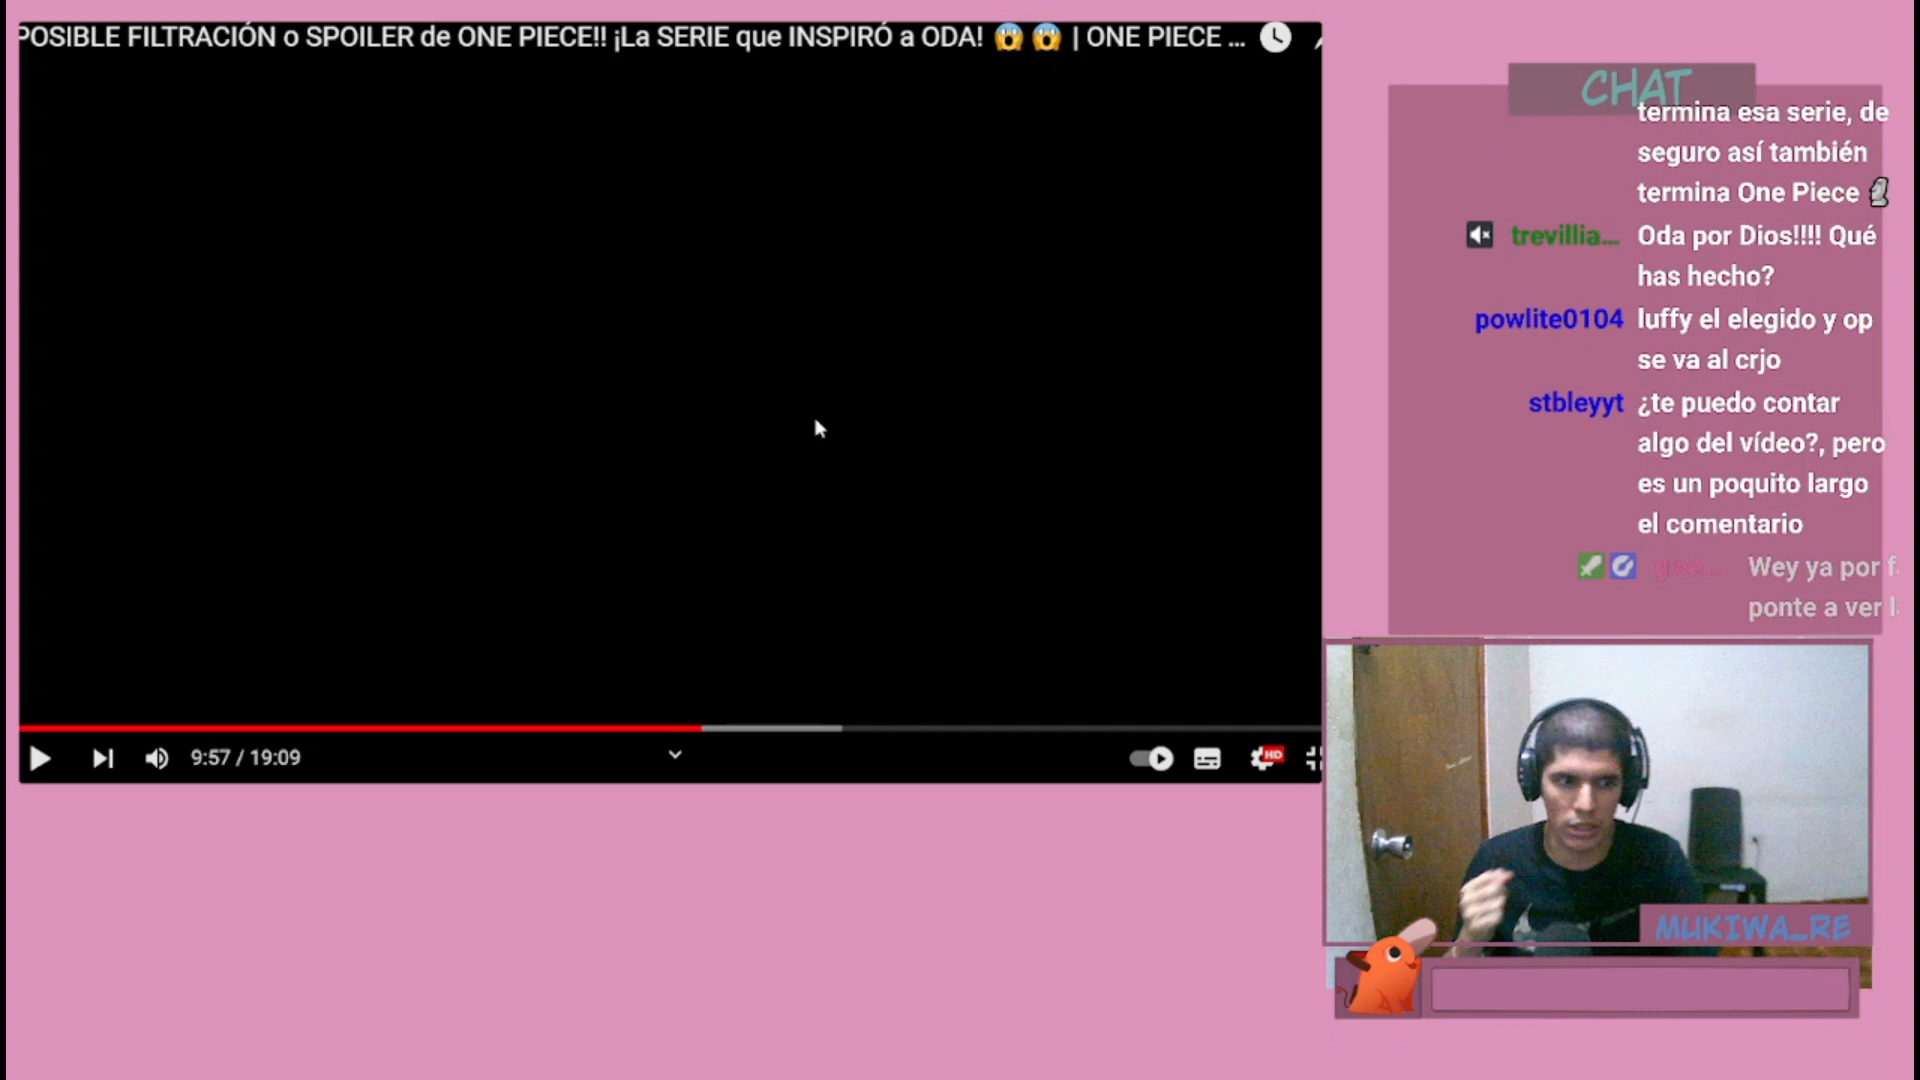 POSIBLE FILTRACIÓN o SPOILER de ONE PIECE!! ¡La SERIE que INSPIRÓ a ODA! 😱 😱 | ONE PIECE ...
CHAT
termina esa serie, de
seguro así también
termina One Piece 🗿
trevillia... Oda por Dios!!!! Qué
has hecho?
powlite0104 luffy el elegido y op
se va al crjo
stbleyyt ¿te puedo contar
algo del vídeo?, pero
es un poquito largo
el comentario
gwe... Wey ya por
ponte a ver
9:57 / 19:09
HD
MUKIWA_RE